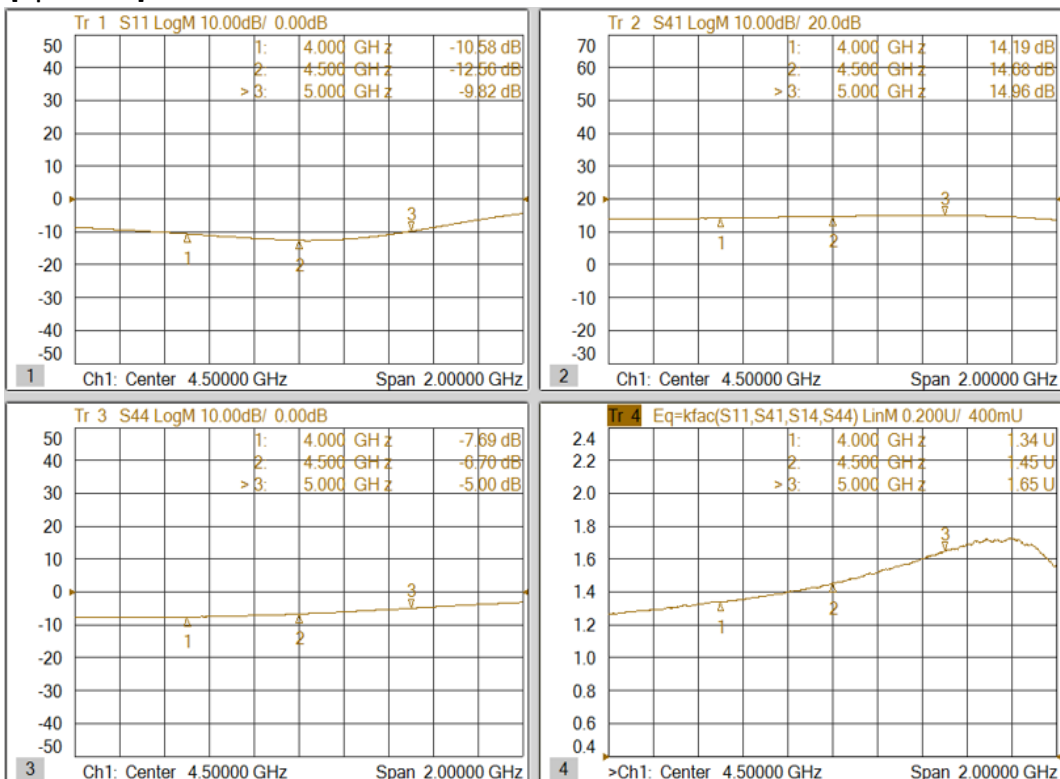 Tr 1 S11 LogM 10.00dB/ 0.00dB
50
40
30
20
10
0
-10
-20
-30
-40
-50
1: 4.000 GHz -10.58 dB
2: 4.500 GHz dB
> 3: 5.000 GHz -9.82 dB
3
1
2
1 Ch1: Center 4.50000 GHz Span 2.00000 GHz
Tr 2 S41 LogM 10.00dB/ 20.0dB
70
60
50
40
30
20
10
0
-10
-20
-30
1: 4.000 GHz 14.19 dB
2: 4.500 GHz dB
> 3: 5.000 GHz 14.96 dB
3
1
2
2 Ch1: Center 4.50000 GHz Span 2.00000 GHz
Tr 3 S44 LogM 10.00dB/ 0.00dB
50
40
30
20
10
0
-10
-20
-30
-40
-50
1: 4.000 GHz -7.69 dB
2: 4.500 GHz -6.70 dB
> 3: 5.000 GHz -5.00 dB
3
1
2
3 Ch1: Center 4.50000 GHz Span 2.00000 GHz
Tr 4 Eq=kfac(S11,S41,S14,S44) LinM 0.200U/ 400mU
2.4
2.2
2.0
1.8
1.6
1.4
1.2
1.0
0.8
0.6
0.4
1: 4.000 GHz 1.34 U
2: 4.500 GHz 1.45 U
> 3: 5.000 GHz 1.65 U
3
1
2
4 >Ch1: Center 4.50000 GHz Span 2.00000 GHz